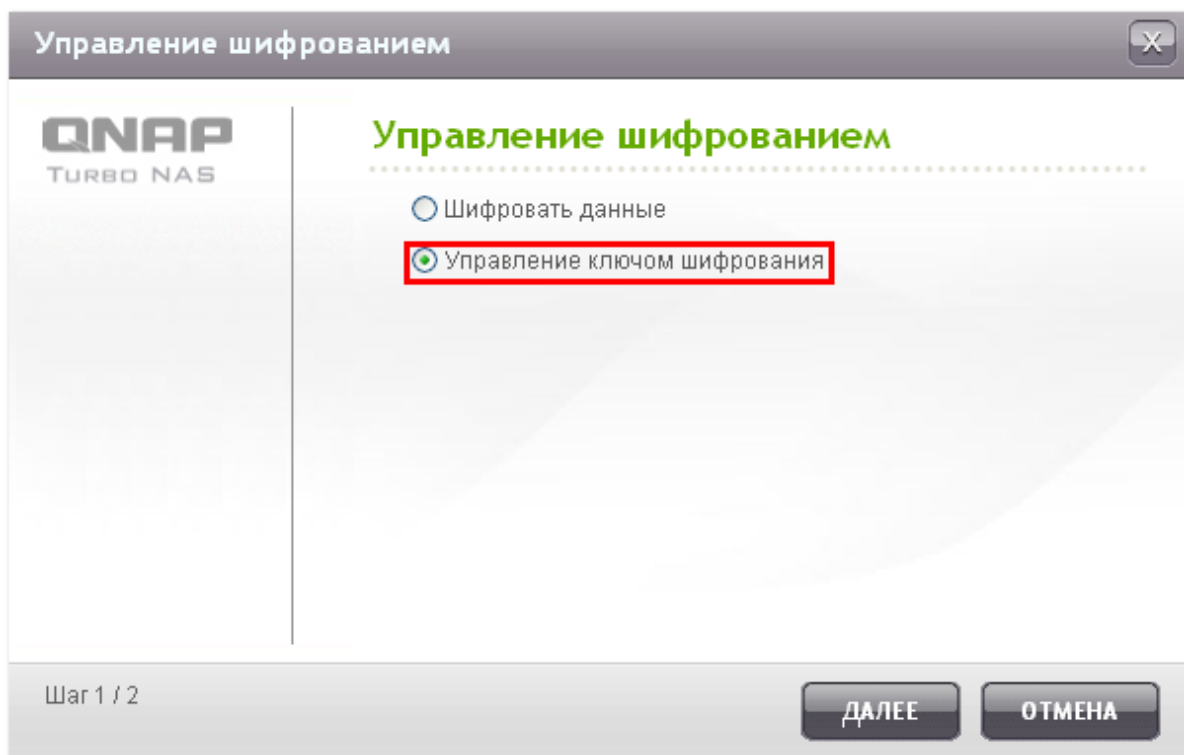 Управление шифрованием
X
QNAP
TURBO NAS
Управление шифрованием
Шифровать данные
Управление ключом шифрования
Шаг 1 / 2
ДАЛЕЕ
ОТМЕНА